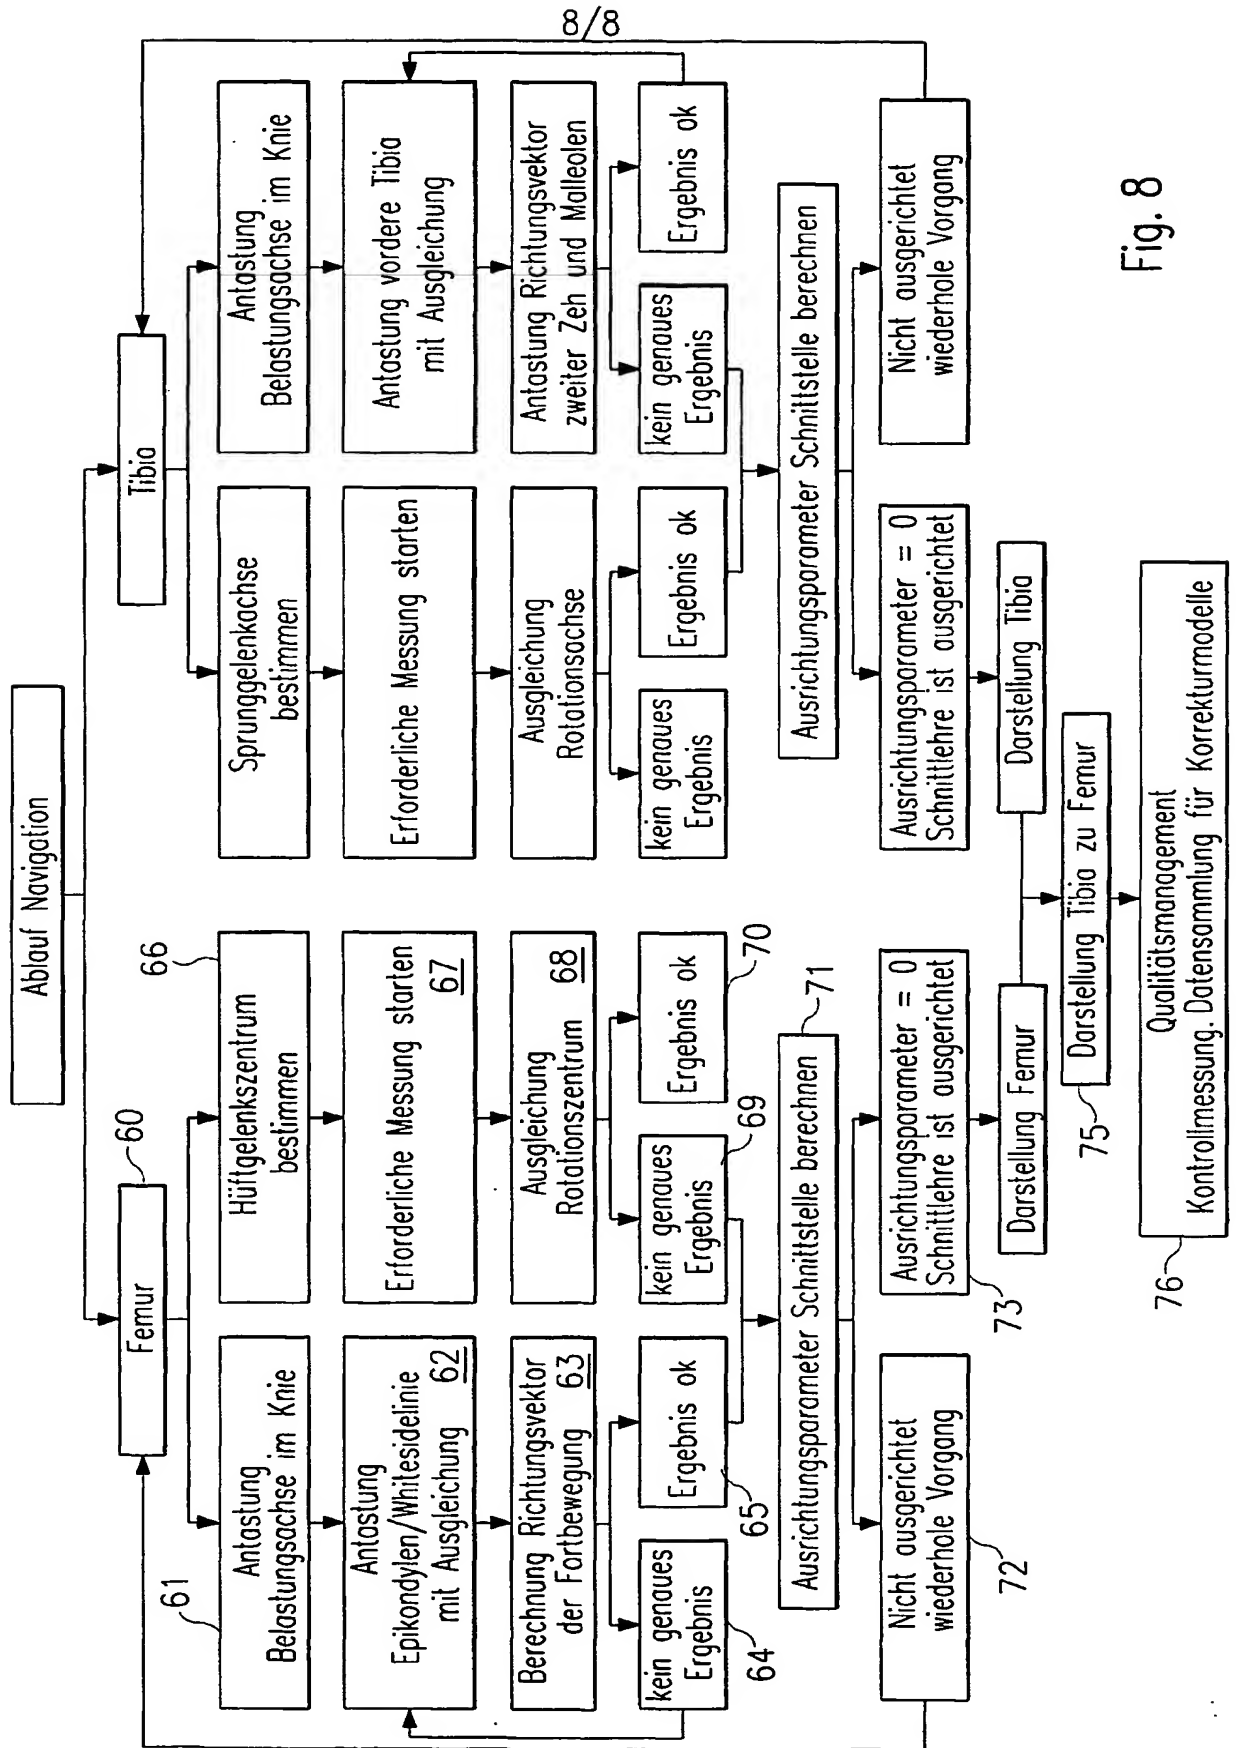 8/8
Ablauf Navigation
60
Femur
Tibia
61
Antastung
Belastungsachse im Knie
66
Hüftgelenkszentrum
bestimmen
Sprunggelenkachse
bestimmen
Antastung
Belastungsachse im Knie
Antastung
Epikondylen/Whitesidelinie
mit Ausgleichung 62
Erforderliche Messung starten
67
Erforderliche Messung starten
Antastung vordere Tibia
mit Ausgleichung
Berechnung Richtungsvektor
der Fortbewegung 63
Ausgleichung
Rotationszentrum
68
Ausgleichung
Rotationsachse
Antastung Richtungsvektor
zweiter Zeh und Malleolen
kein genaues
Ergebnis
64
Ergebnis ok
65
kein genaues
Ergebnis
69
Ergebnis ok
70
kein genaues
Ergebnis
Ergebnis ok
kein genaues
Ergebnis
Ergebnis ok
Ausrichtungsparameter Schnittstelle berechnen
71
Ausrichtungsparameter Schnittstelle berechnen
Nicht ausgerichtet
wiederhole Vorgang
72
Ausrichtungsparameter = 0
Schnittlehre ist ausgerichtet
73
Ausrichtungsparameter = 0
Schnittlehre ist ausgerichtet
Nicht ausgerichtet
wiederhole Vorgang
Darstellung Femur
Darstellung Tibia
75
Darstellung Tibia zu Femur
76
Qualitätsmanagement
Kontrollmessung. Datensammlung für Korrekturmodelle
Fig. 8